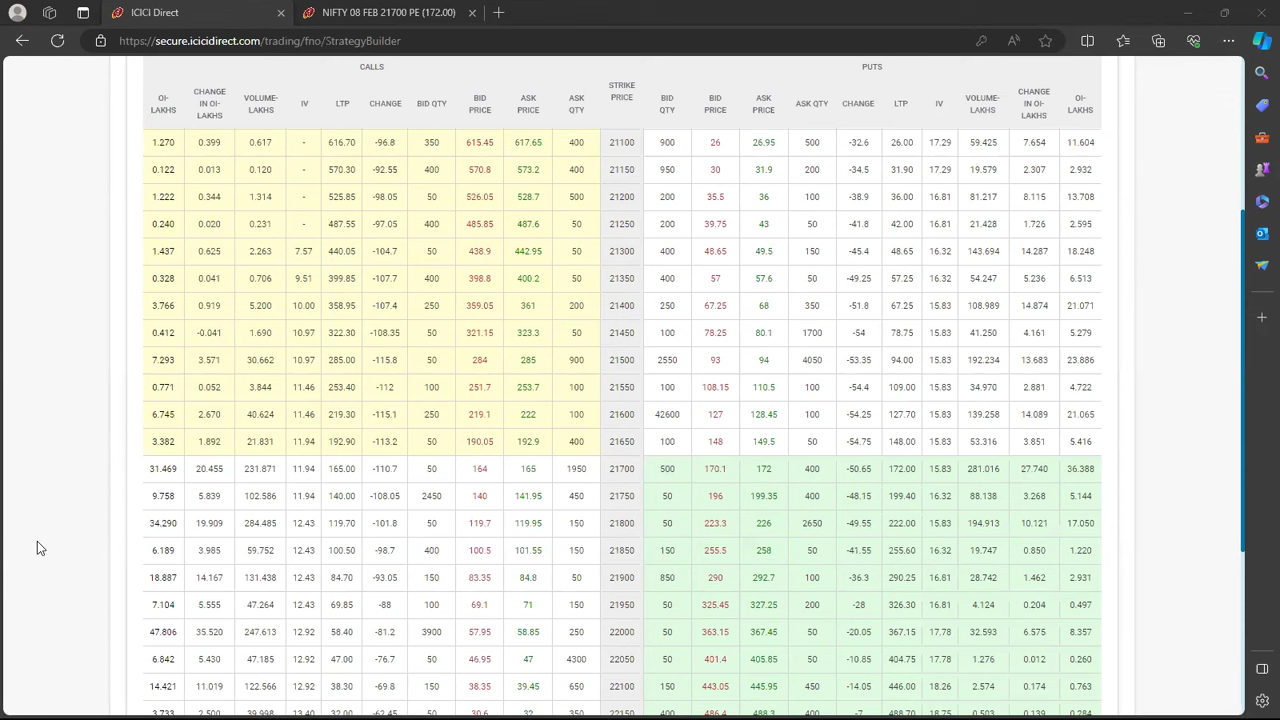 ICICI Direct
NIFTY 08 FEB 21700 PE (172.00)
https://secure.icicidirect.com/trading/fno/StrategyBuilder
CALLS PUTS
OI-LAKHS CHANGE IN OI-LAKHS VOLUME-LAKHS IV LTP CHANGE BID QTY BID PRICE ASK PRICE ASK QTY STRIKE PRICE BID QTY BID PRICE ASK PRICE ASK QTY CHANGE LTP IV VOLUME-LAKHS CHANGE IN OI-LAKHS OI-LAKHS
1.270 0.399 0.617 - 616.70 -96.8 350 615.45 617.65 400 21100 900 26 26.95 500 -32.6 26.00 17.29 59.425 7.654 11.604
0.122 0.013 0.120 - 570.30 -92.55 400 570.8 573.2 400 21150 950 30 31.9 200 -34.5 31.90 17.29 19.579 2.307 2.932
1.222 0.344 1.314 - 525.85 -98.05 50 526.05 528.7 500 21200 200 35.5 36 100 -38.9 36.00 16.81 81.217 8.115 13.708
0.240 0.020 0.231 - 487.55 -97.05 400 485.85 487.6 50 21250 200 39.75 43 50 -41.8 42.00 16.81 21.428 1.726 2.595
1.437 0.625 2.263 7.57 440.05 -104.7 50 438.9 442.95 50 21300 400 48.65 49.5 150 -45.4 48.65 16.32 143.694 14.287 18.248
0.328 0.041 0.706 9.51 399.85 -107.7 400 398.8 400.2 50 21350 400 57 57.6 50 -49.25 57.25 16.32 54.247 5.236 6.513
3.766 0.919 5.200 10.00 358.95 -107.4 250 359.05 361 200 21400 250 67.25 68 350 -51.8 67.25 15.83 108.989 14.874 21.071
0.412 -0.041 1.690 10.97 322.30 -108.35 50 321.15 323.3 50 21450 100 78.25 80.1 1700 -54 78.75 15.83 41.250 4.161 5.279
7.293 3.571 30.662 10.97 285.00 -115.8 50 284 285 900 21500 2550 93 94 4050 -53.35 94.00 15.83 192.234 13.683 23.886
0.771 0.052 3.844 11.46 253.40 -112 100 251.7 253.7 100 21550 100 108.15 110.5 100 -54.4 109.00 15.83 34.970 2.881 4.722
6.745 2.670 40.624 11.46 219.30 -115.1 250 219.1 222 100 21600 42600 127 128.45 100 -54.25 127.70 15.83 139.258 14.089 21.065
3.382 1.892 21.831 11.94 192.90 -113.2 50 190.05 192.9 400 21650 100 148 149.5 50 -54.75 148.00 15.83 53.316 3.851 5.416
31.469 20.455 231.871 11.94 165.00 -110.7 50 164 165 1950 21700 500 170.1 172 400 -50.65 172.00 15.83 281.016 27.740 36.388
9.758 5.839 102.586 11.94 140.00 -108.05 2450 140 141.95 450 21750 50 196 199.35 400 -48.15 199.40 16.32 88.138 3.268 5.144
34.290 19.909 284.485 12.43 119.70 -101.8 50 119.7 119.95 150 21800 50 223.3 226 2650 -49.55 222.00 15.83 194.913 10.121 17.050
6.189 3.985 59.752 12.43 100.50 -98.7 400 100.5 101.55 150 21850 150 255.5 258 50 -41.55 255.60 16.32 19.747 0.850 1.220
18.887 14.167 131.438 12.43 84.70 -93.05 150 83.35 84.8 50 21900 850 290 292.7 100 -36.3 290.25 16.81 28.742 1.462 2.931
7.104 5.555 47.264 12.43 69.85 -88 100 69.1 71 150 21950 50 325.45 327.25 200 -28 326.30 16.81 4.124 0.204 0.497
47.806 35.520 247.613 12.92 58.40 -81.2 3900 57.95 58.85 250 22000 50 363.15 367.45 50 -20.05 367.15 17.78 32.593 6.575 8.357
6.842 5.430 47.185 12.92 47.00 -76.7 50 46.95 47 4300 22050 50 401.4 405.85 50 -10.85 404.75 17.78 1.276 0.012 0.260
14.421 11.019 122.566 12.92 38.30 -69.8 150 38.35 39.45 650 22100 150 443.05 445.95 450 -14.05 446.00 18.26 2.574 0.174 0.763
3.733 2.500 39.998 13.40 32.00 -62.45 50 30.6 32 350 22150 400 486.4 488.3 50 -7 488.70 18.75 0.503 0.139 0.284